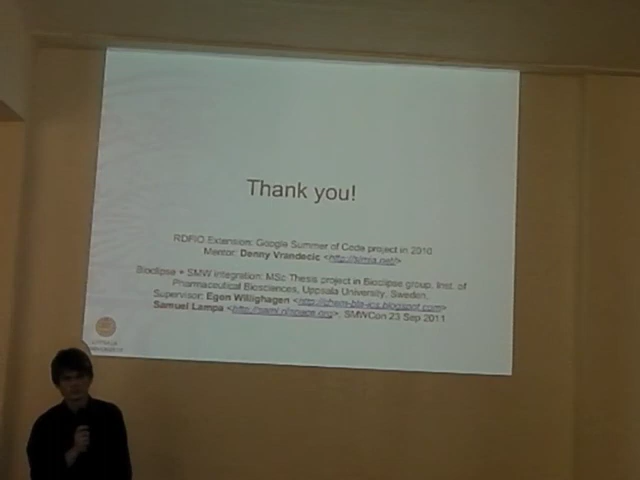 Thank you!
RDFIO Extension: Google Summer of Code project in 2010
Mentor: Denny Vrandecic <http://simia.net/>
Bioclipse + SMW integration: MSc Thesis project in Bioclipse group, Inst. of
Pharmaceutical Biosciences, Uppsala University, Sweden,
Supervisor: Egon Willighagen <http://chem-bla-ics.blogspot.com>
Samuel Lampa <http://saml.rilspace.org>, SMWCon 23 Sep 2011
UPPSALA
UNIVERSITET